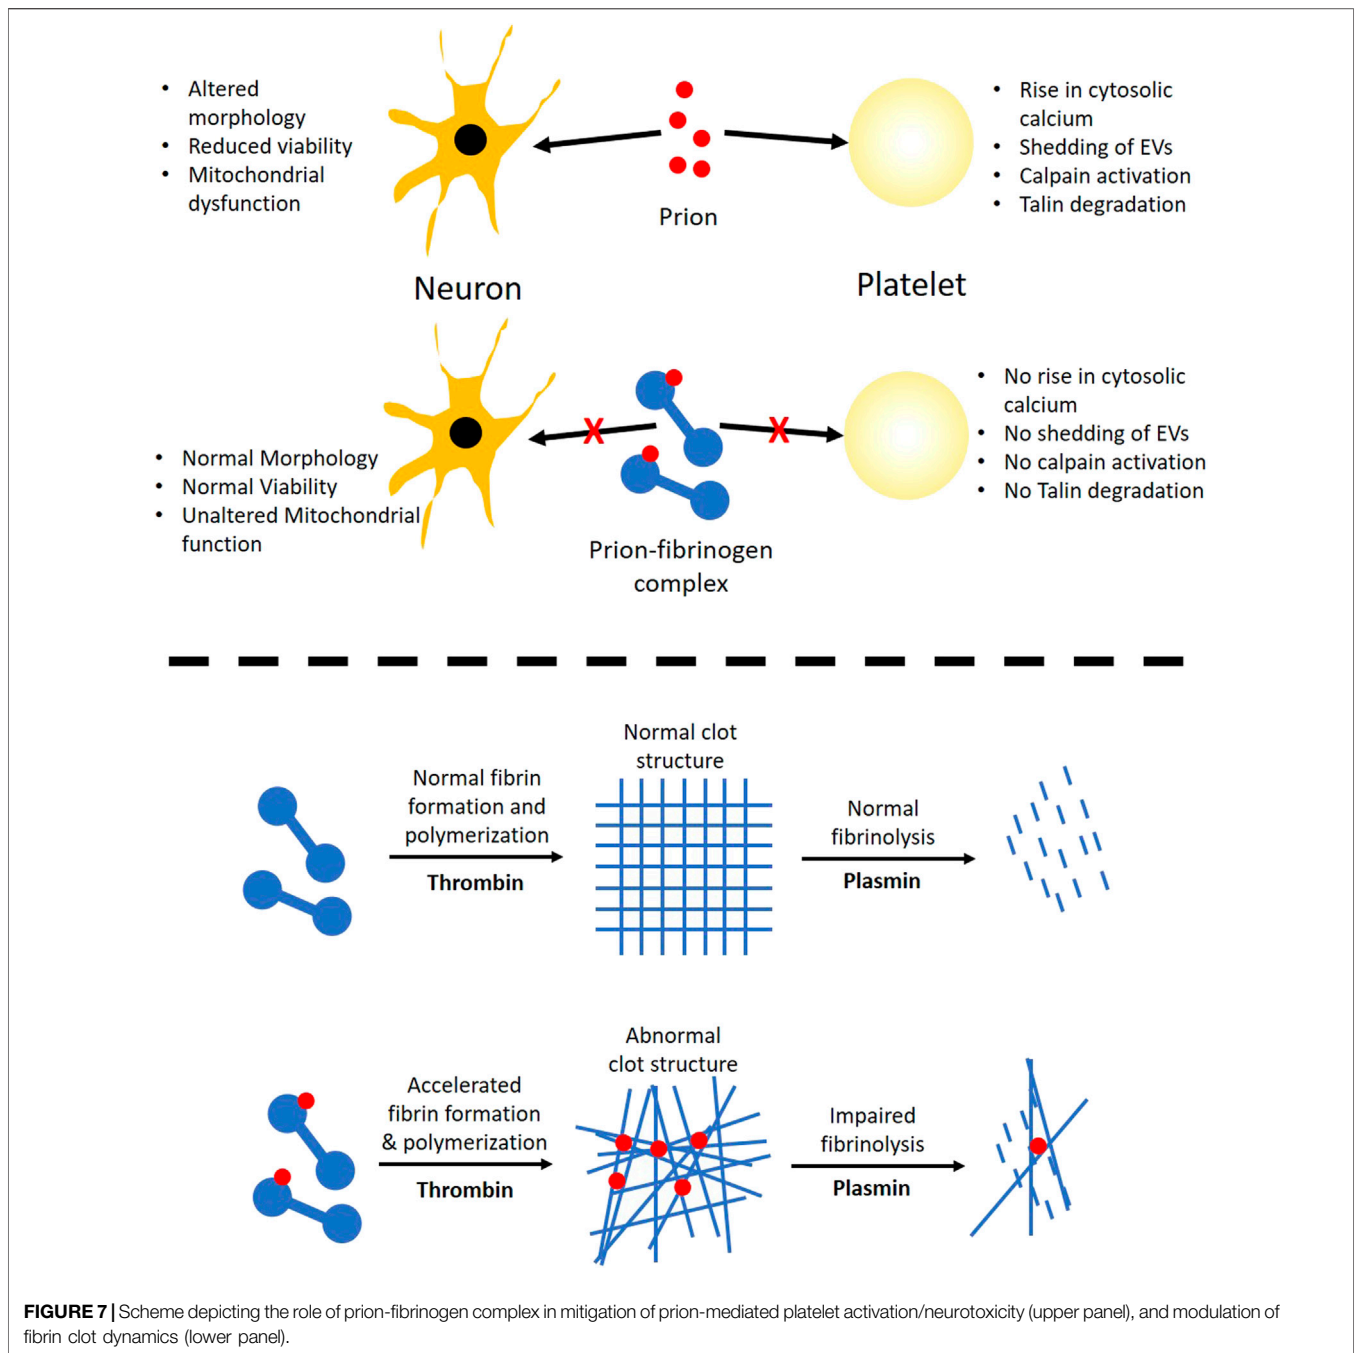 • Altered
morphology
• Reduced viability
• Mitochondrial
dysfunction
Prion
• Rise in cytosolic
calcium
• Shedding of EVs
• Calpain activation
• Talin degradation
Neuron
Platelet
• Normal Morphology
• Normal Viability
• Unaltered Mitochondrial
function
X
X
Prion-fibrinogen
complex
• No rise in cytosolic
calcium
• No shedding of EVs
• No calpain activation
• No Talin degradation
Normal fibrin
formation and
polymerization
Thrombin
Normal clot
structure
Normal
fibrinolysis
Plasmin
Accelerated
fibrin formation
& polymerization
Thrombin
Abnormal
clot structure
Impaired
fibrinolysis
Plasmin
FIGURE 7 | Scheme depicting the role of prion-fibrinogen complex in mitigation of prion-mediated platelet activation/neurotoxicity (upper panel), and modulation of
fibrin clot dynamics (lower panel).